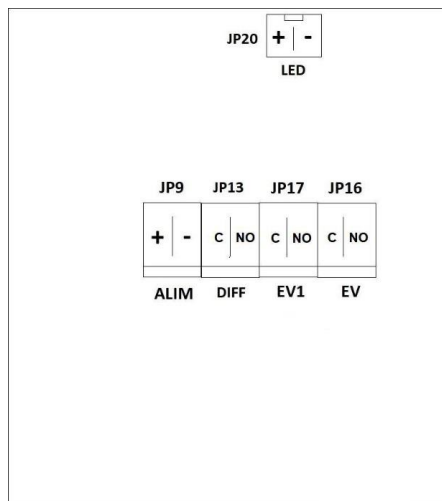 JP20 + -
LED
JP9 JP13 JP17 JP16
+ - C NO C NO C NO
ALIM DIFF EV1 EV